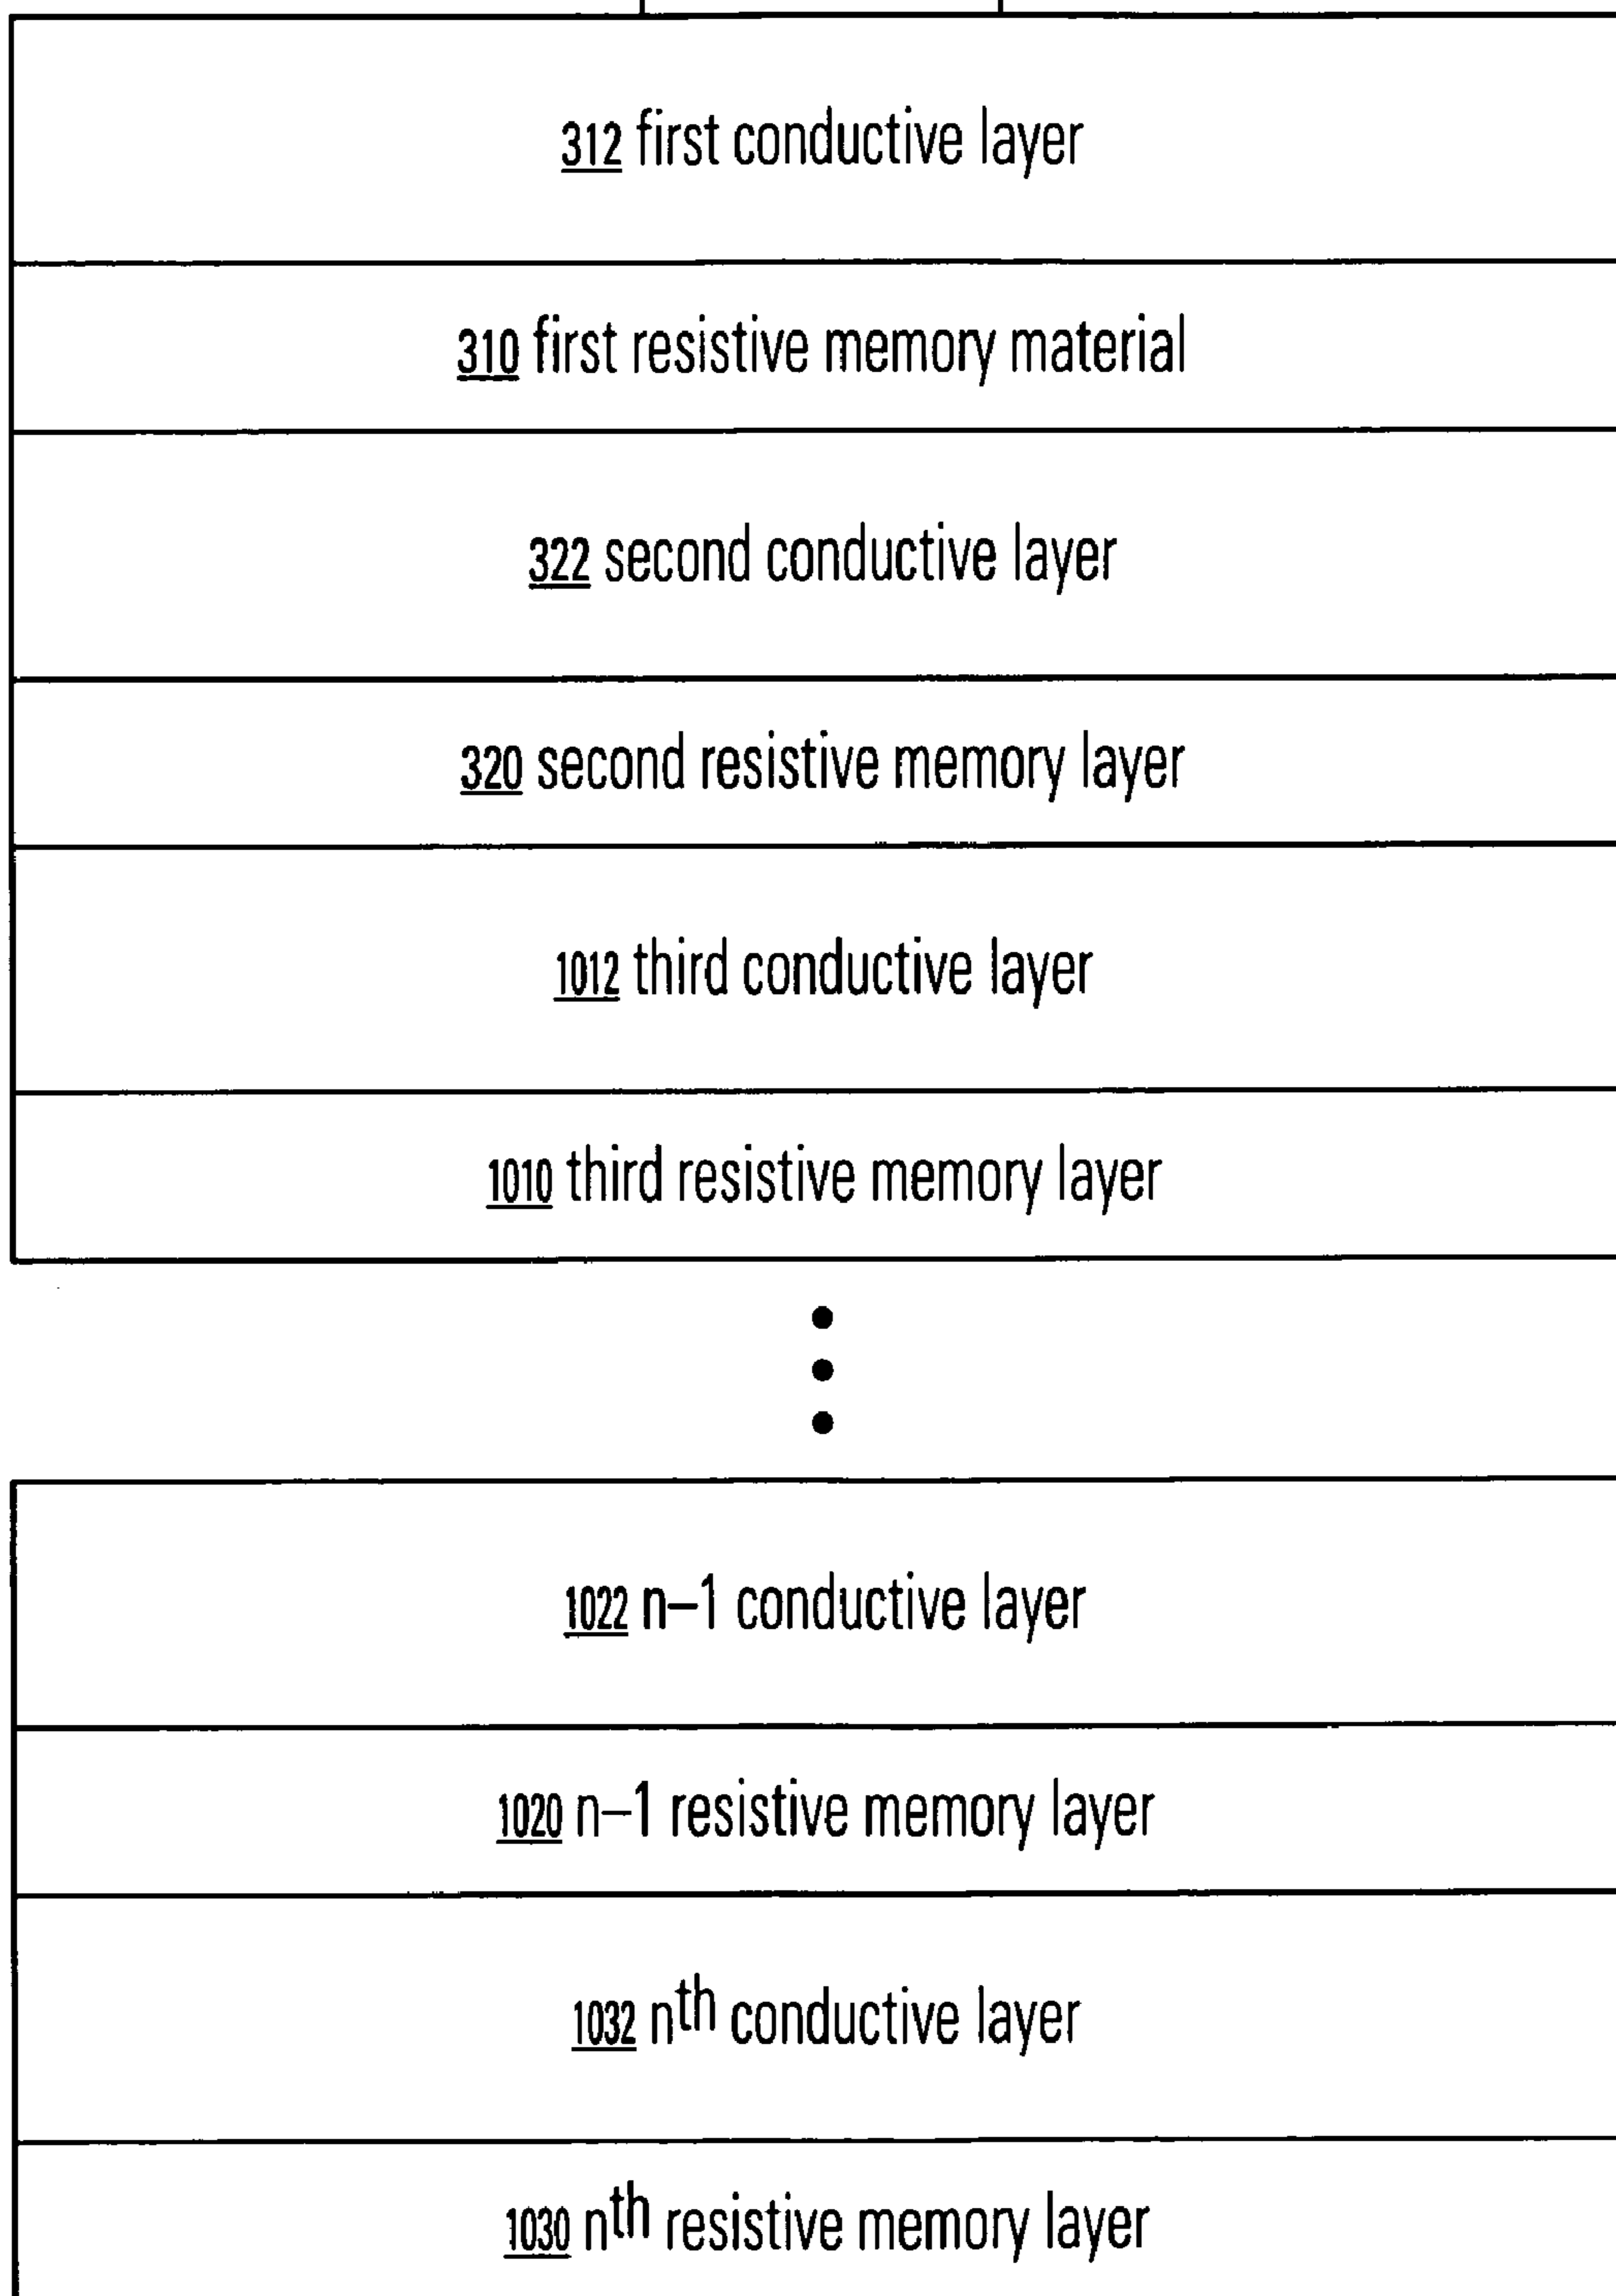 312 first conductive layer
310 first resistive memory material
322 second conductive layer
320 second resistive memory layer
1012 third conductive layer
1010 third resistive memory layer
1022 n–1 conductive layer
1020 n–1 resistive memory layer
1032 nth conductive layer
1030 nth resistive memory layer